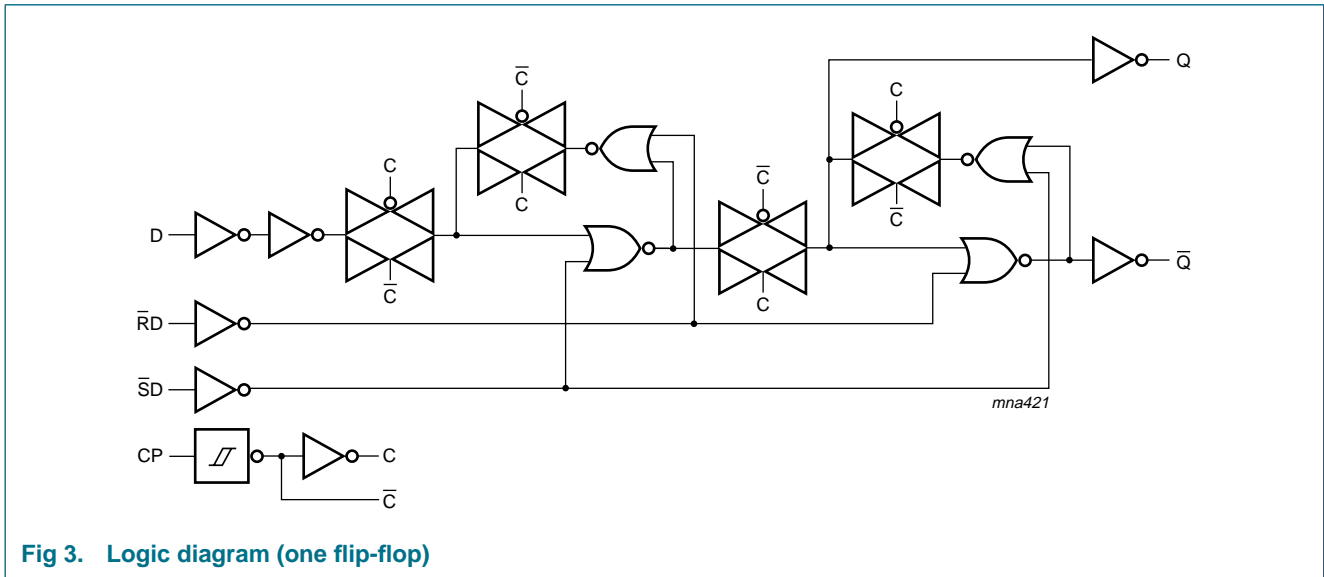 C̅
C
Q
C
C̅
C
C
C̅
C̅
D
C̅
C
Q̅
R̅D
S̅D
mna421
CP
C
C̅
Fig 3. Logic diagram (one flip-flop)